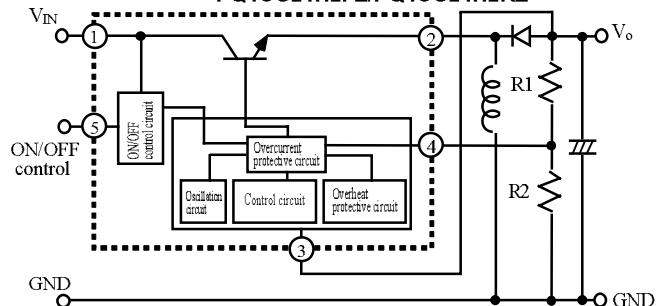 VIN
1
2
Vo
R1
5
ON/OFF
control
ON/OFF
control circuit
Overcurrent
protective circuit
4
Oscillation
circuit
Control circuit
Overheat
protective circuit
R2
3
GND
GND